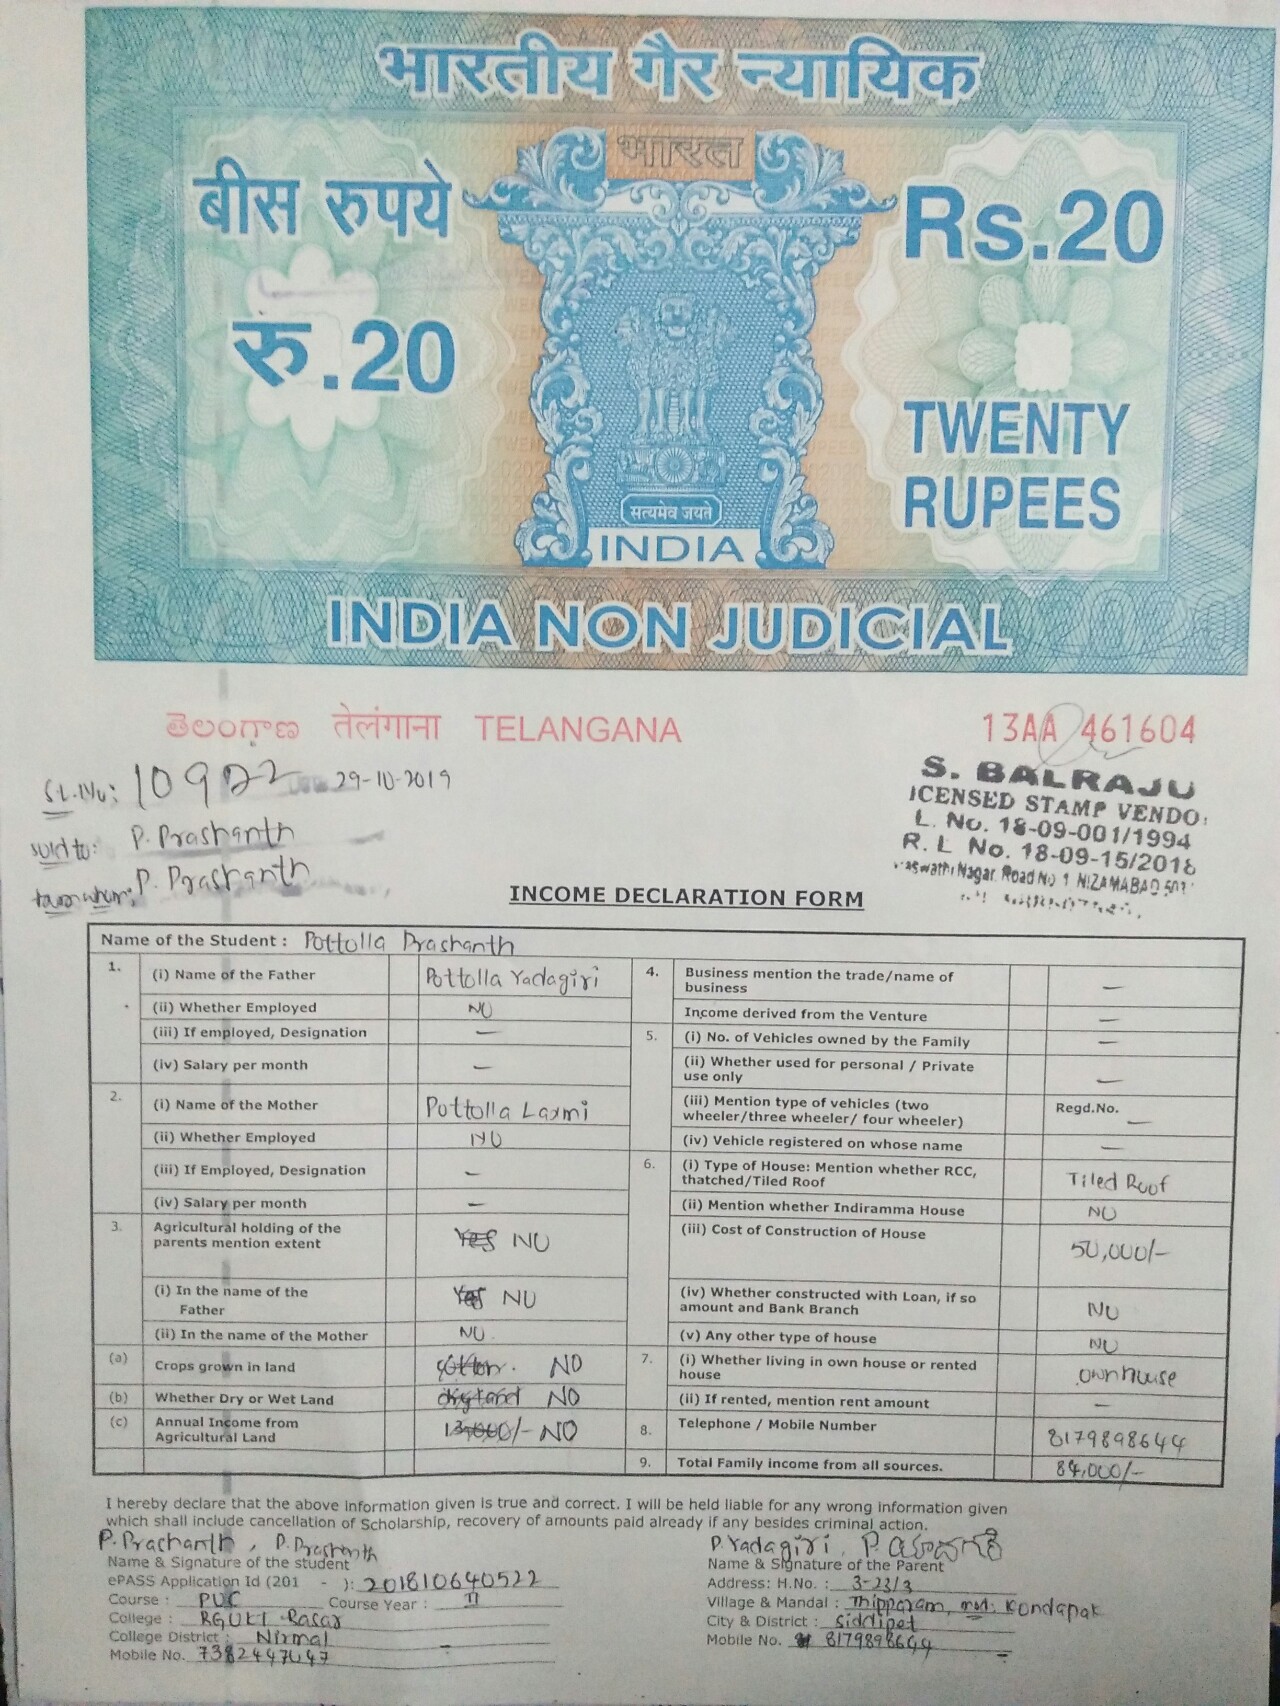 भारतीय गैर न्यायिक
भारत
बीस रुपये
Rs.20
रु.20
TWENTY
RUPEES
सत्यमेव जयते
INDIA
INDIA NON JUDICIAL
తెలంగాణ तेलंगाना TELANGANA
13AA 461604
SL.No: 10922 29-10-2019
Sold to: P. Prashanth
P. Prashanth
S. BALRAJU
ICENSED STAMP VENDO
L. No. 18-09-001/1994
R. L No. 18-09-15/2018
Nagar. Road No 1 NIZAMABAD
INCOME DECLARATION FORM
Name of the Student : Pottolla Prashanth
1. (i) Name of the Father Pottolla Yadagiri
(ii) Whether Employed NO
(iii) If employed, Designation —
(iv) Salary per month —
2. (i) Name of the Mother Pottolla Laxmi
(ii) Whether Employed NO
(iii) If Employed, Designation —
(iv) Salary per month —
3. Agricultural holding of the
parents mention extent YES NO
(i) In the name of the
Father Yes NO
(ii) In the name of the Mother NO.
(a) Crops grown in land cotton. NO
(b) Whether Dry or Wet Land NO
(c) Annual Income from
Agricultural Land /- NO
4. Business mention the trade/name of
business —
Income derived from the Venture —
5. (i) No. of Vehicles owned by the Family —
(ii) Whether used for personal / Private
use only —
(iii) Mention type of vehicles (two
wheeler/three wheeler/ four wheeler) Regd.No. —
(iv) Vehicle registered on whose name —
6. (i) Type of House: Mention whether RCC,
thatched/Tiled Roof Tiled Roof
(ii) Mention whether Indiramma House NO
(iii) Cost of Construction of House 50,000/-
(iv) Whether constructed with Loan, if so
amount and Bank Branch NO
(v) Any other type of house NO
7. (i) Whether living in own house or rented
house own house
(ii) If rented, mention rent amount —
8. Telephone / Mobile Number 8179898644
9. Total Family income from all sources. 84,000/-
I hereby declare that the above information given is true and correct. I will be held liable for any wrong information given
which shall include cancellation of Scholarship, recovery of amounts paid already if any besides criminal action.
P. Prashanth, P. Prashanth
Name & Signature of the student
ePASS Application Id (201 - ): 201810640522
Course : PUC Course Year : II
College : RGUKT Basar
College District : Nirmal
Mobile No. 7382447047
P. Yadagiri, P. యాదగిరి
Name & Signature of the Parent
Address: H.No. : 3-23/3
Village & Mandal : Thipparam, md: Kondapak
City & District : Siddipet
Mobile No. 8179898644